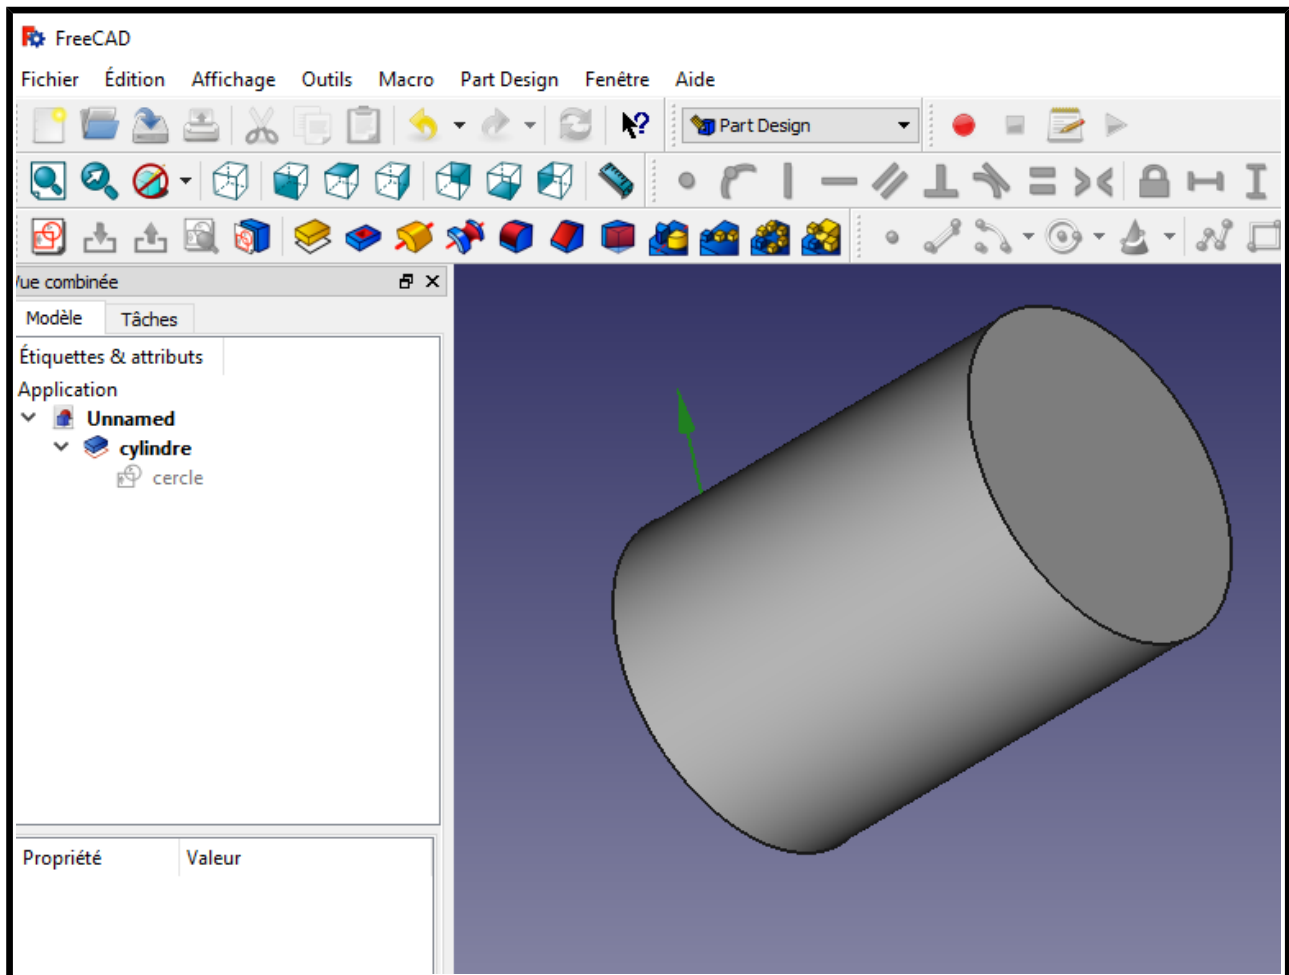 FreeCAD
Fichier Édition Affichage Outils Macro Part Design Fenêtre Aide
Part Design
Vue combinée
Modèle Tâches
Étiquettes & attributs
Application
Unnamed
cylindre
cercle
Propriété Valeur